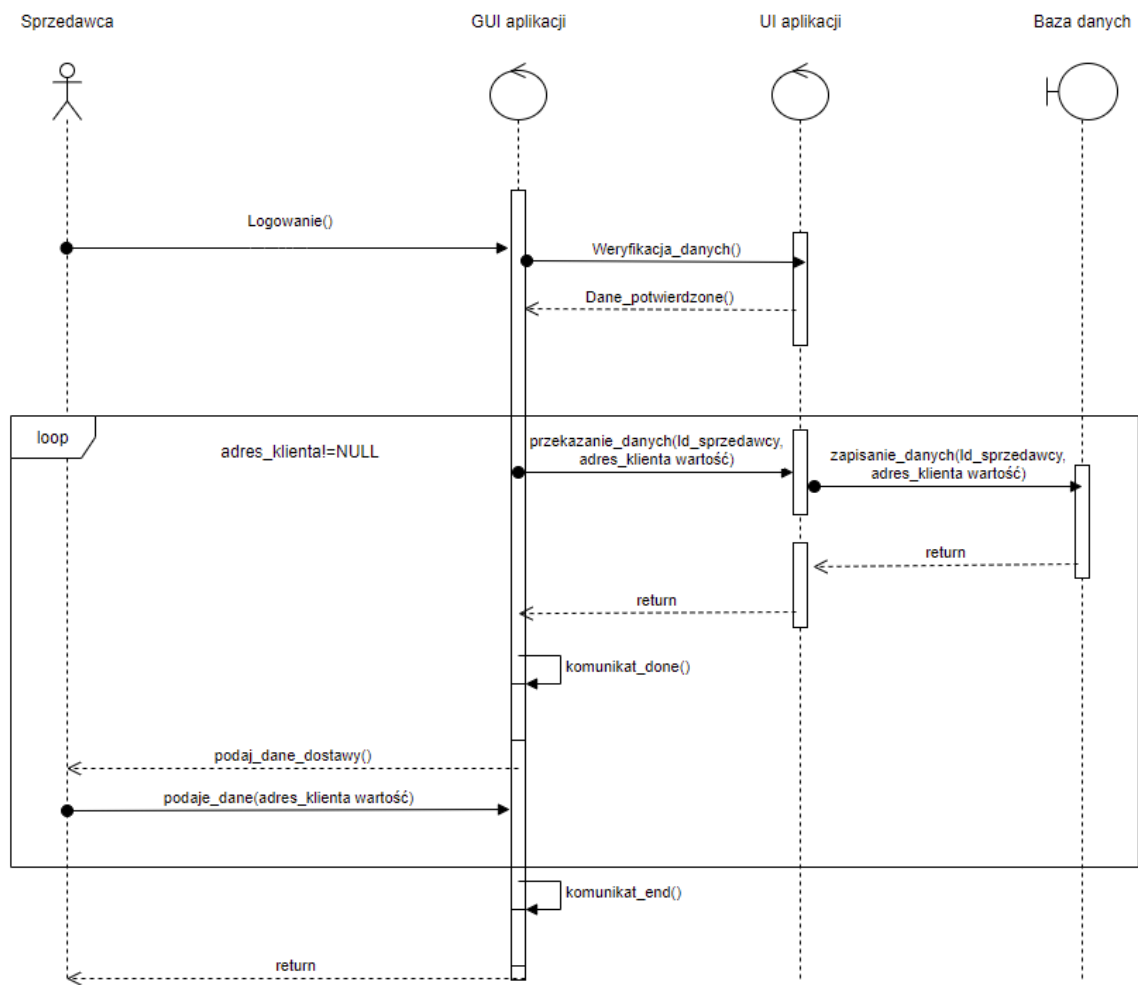 Sprzedawca
GUI aplikacji
UI aplikacji
Baza danych
Logowanie()
Weryfikacja_danych()
Dane_potwierdzone()
loop
adres_klienta!=NULL
przekazanie_danych(Id_sprzedawcy,
adres_klienta wartość)
zapisanie_danych(Id_sprzedawcy,
adres_klienta wartość)
return
return
komunikat_done()
podaj_dane_dostawy()
podaje_dane(adres_klienta wartość)
komunikat_end()
return